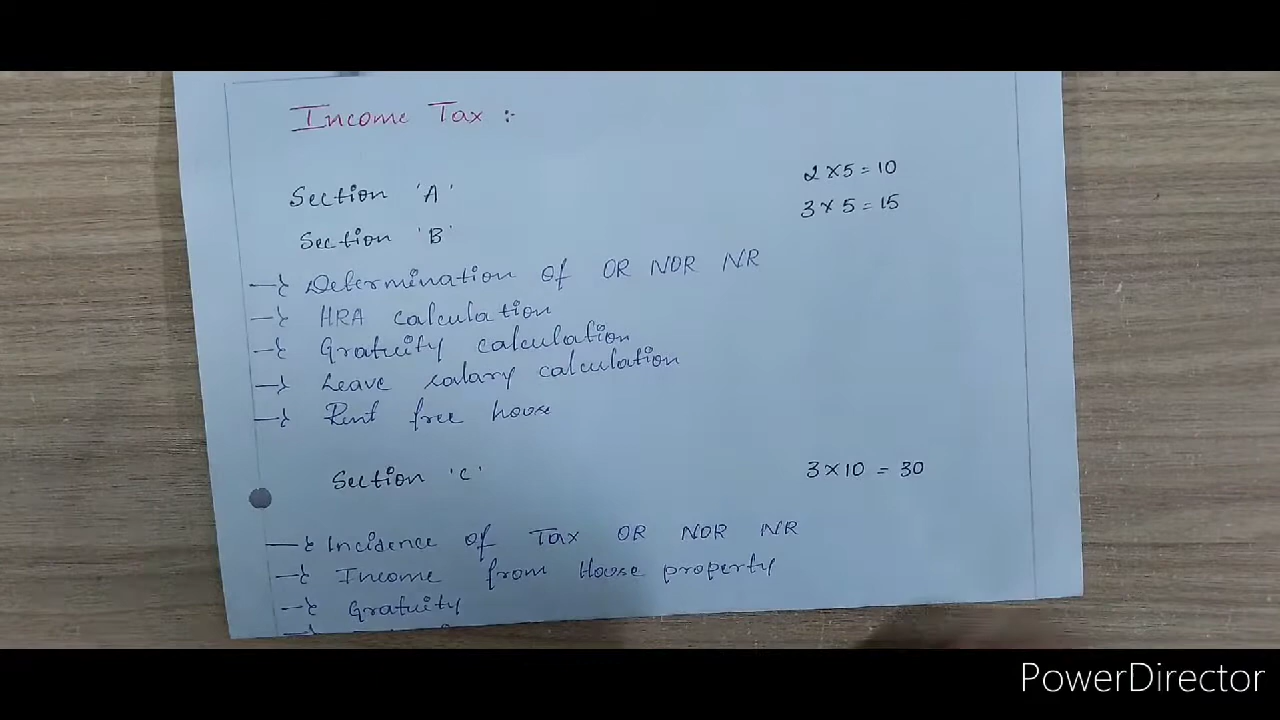 Income Tax :
Section 'A' 2 x 5 = 10
Section 'B' 3 x 5 = 15
Determination of OR NOR NR
HRA calculation
Gratuity calculation
Leave salary calculation
Rent free house
Section 'C' 3 x 10 = 30
Incidence of Tax OR NOR NR
Income from House property
Gratuity
PowerDirector